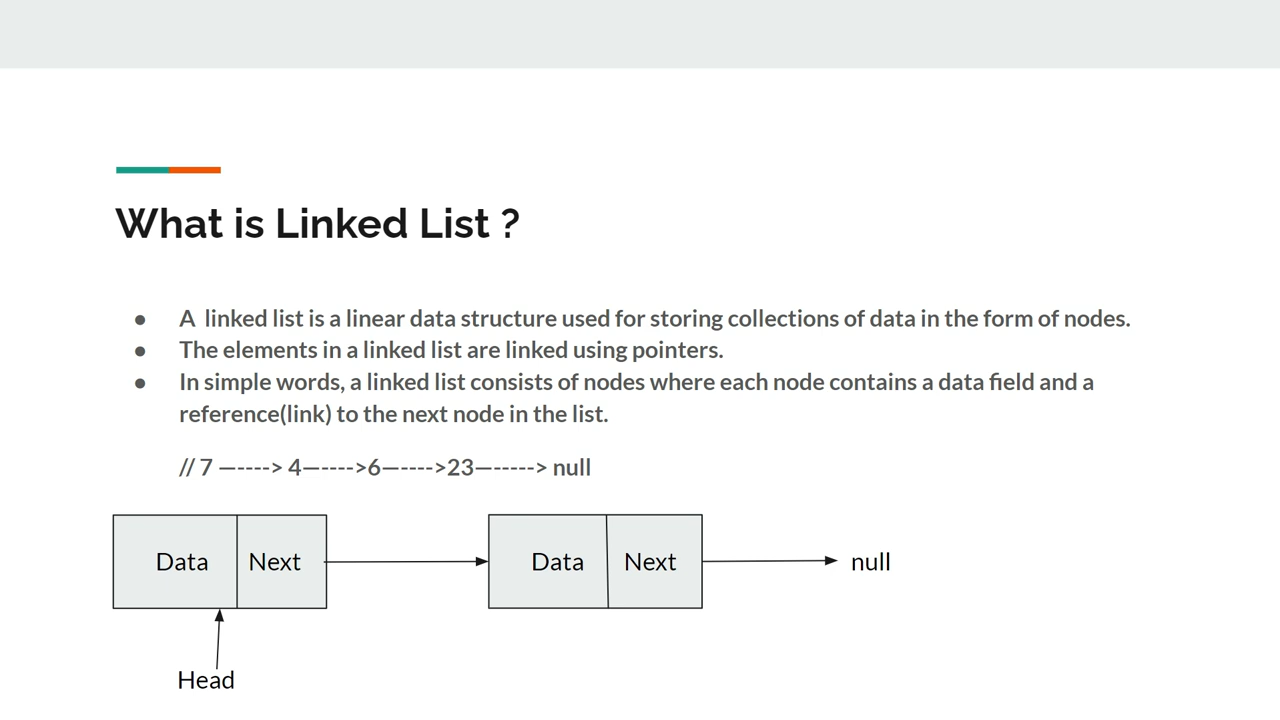 What is Linked List ?
● A  linked list is a linear data structure used for storing collections of data in the form of nodes.
● The elements in a linked list are linked using pointers.
● In simple words, a linked list consists of nodes where each node contains a data field and a
reference(link) to the next node in the list.
// 7 —----> 4—----->6—---->23—-----> null
Data Next Data Next null
Head